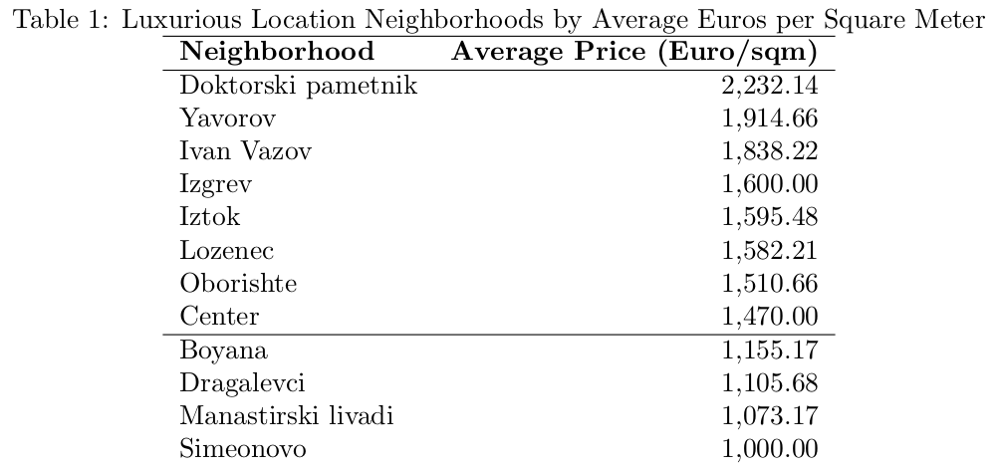 Table 1: Luxurious Location Neighborhoods by Average Euros per Square Meter
Neighborhood Average Price (Euro/sqm)
Doktorski pametnik 2,232.14
Yavorov 1,914.66
Ivan Vazov 1,838.22
Izgrev 1,600.00
Iztok 1,595.48
Lozenec 1,582.21
Oborishte 1,510.66
Center 1,470.00
Boyana 1,155.17
Dragalevci 1,105.68
Manastirski livadi 1,073.17
Simeonovo 1,000.00